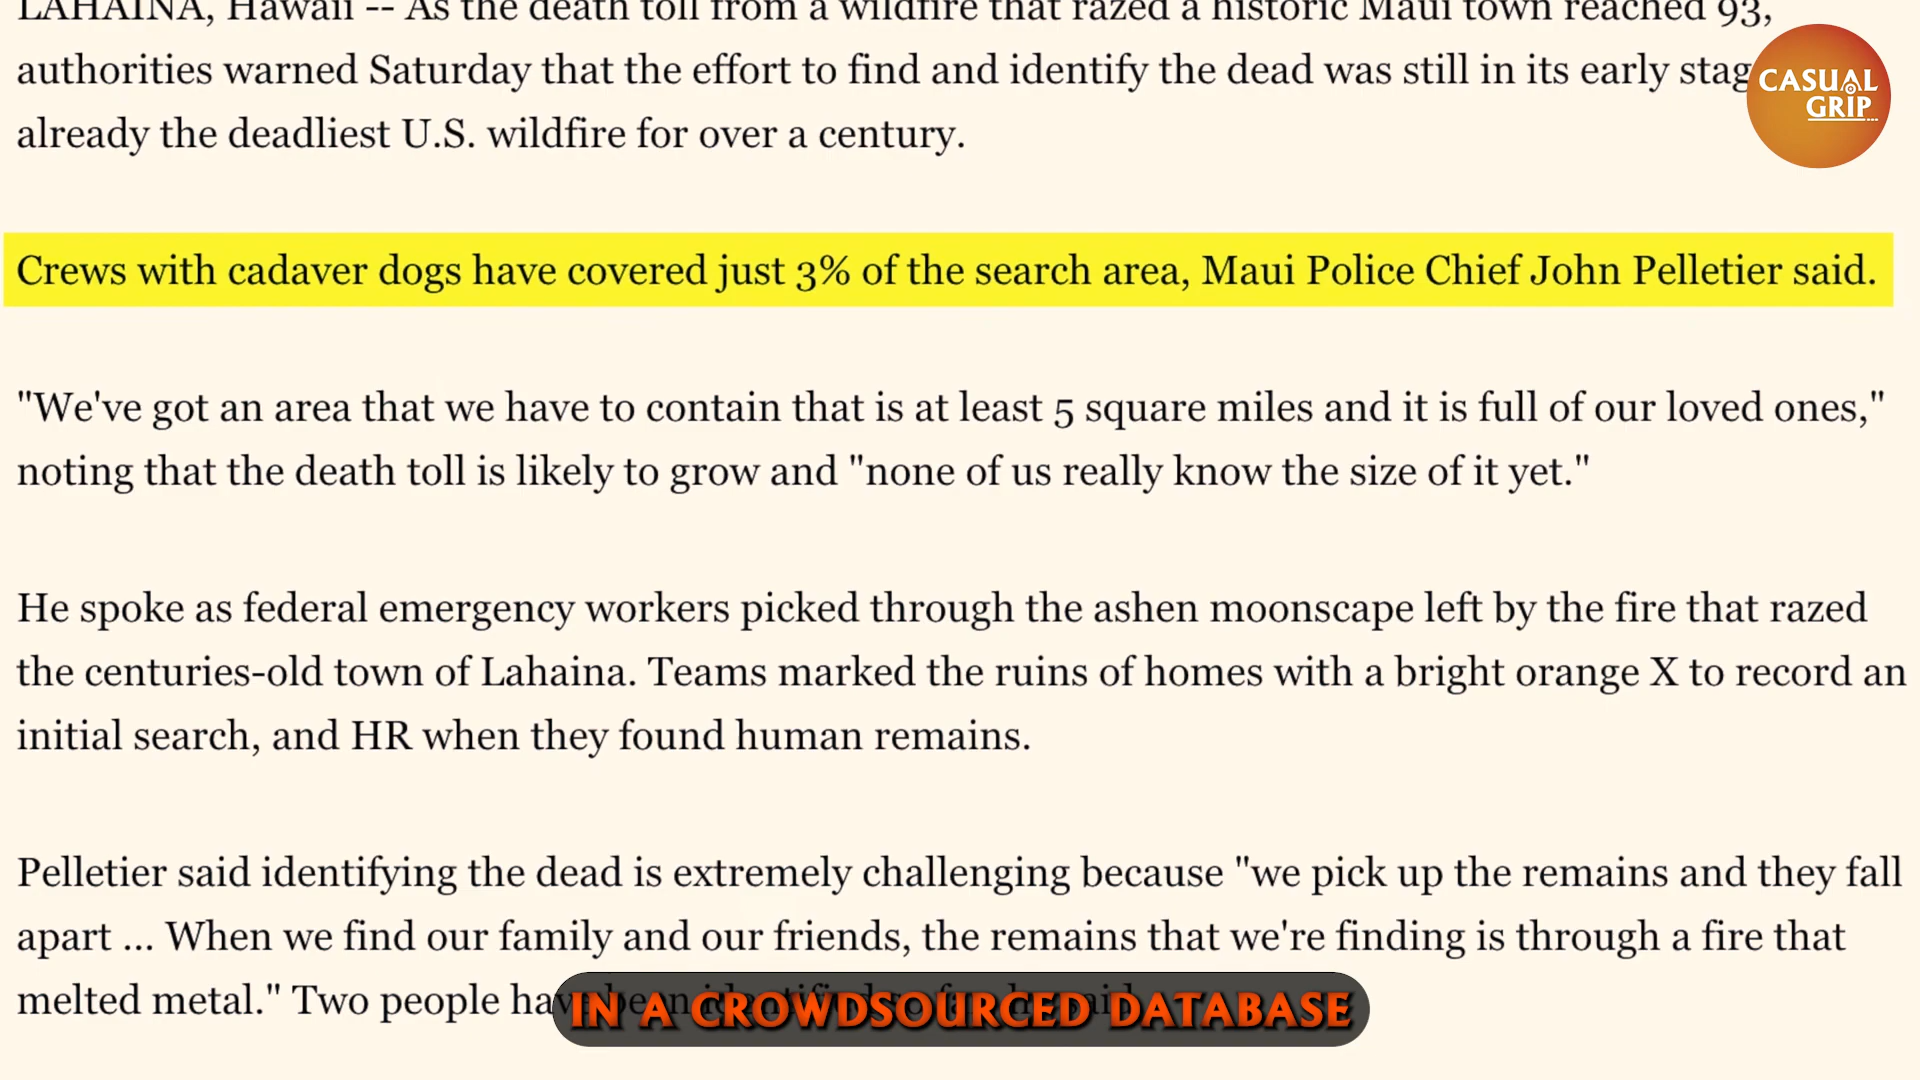 LAHAINA, Hawaii -- As the death toll from a wildfire that razed a historic Maui town reached 93,
authorities warned Saturday that the effort to find and identify the dead was still in its early stag
already the deadliest U.S. wildfire for over a century.
CASUAL
GRIP...
Crews with cadaver dogs have covered just 3% of the search area, Maui Police Chief John Pelletier said.
"We've got an area that we have to contain that is at least 5 square miles and it is full of our loved ones,"
noting that the death toll is likely to grow and "none of us really know the size of it yet."
He spoke as federal emergency workers picked through the ashen moonscape left by the fire that razed
the centuries-old town of Lahaina. Teams marked the ruins of homes with a bright orange X to record an
initial search, and HR when they found human remains.
Pelletier said identifying the dead is extremely challenging because "we pick up the remains and they fall
apart ... When we find our family and our friends, the remains that we're finding is through a fire that
melted metal." Two people have been identified so far, he said.
IN A CROWDSOURCED DATABASE